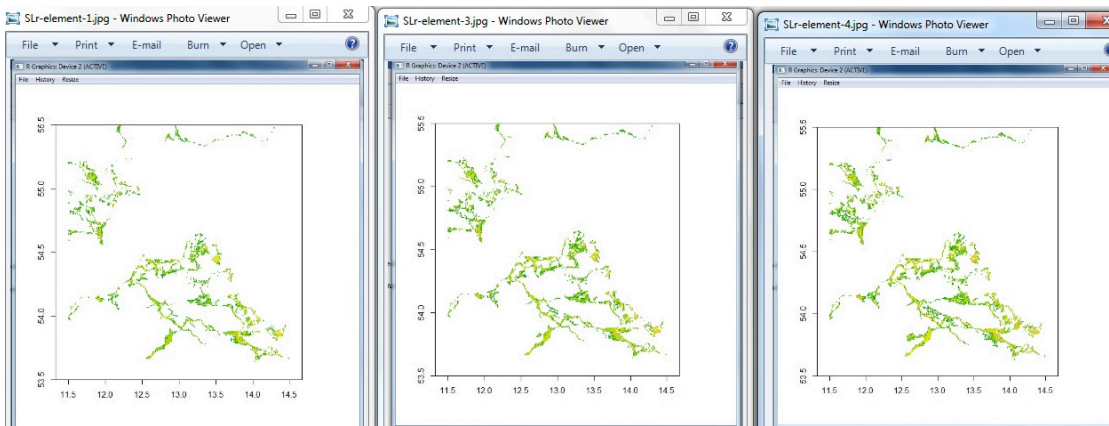 SLr-element-1.jpg - Windows Photo Viewer
File Print E-mail Burn Open
R Graphics: Device 2 (ACTIVE)
File History Resize
55.5
55.0
54.5
54.0
53.5
11.5 12.0 12.5 13.0 13.5 14.0 14.5
SLr-element-3.jpg - Windows Photo Viewer
File Print E-mail Burn Open
R Graphics: Device 2 (ACTIVE)
File History Resize
55.5
55.0
54.5
54.0
53.5
11.5 12.0 12.5 13.0 13.5 14.0 14.5
SLr-element-4.jpg - Windows Photo Viewer
File Print E-mail Burn Open
R Graphics: Device 2 (ACTIVE)
File History Resize
55.5
55.0
54.5
54.0
53.5
11.5 12.0 12.5 13.0 13.5 14.0 14.5